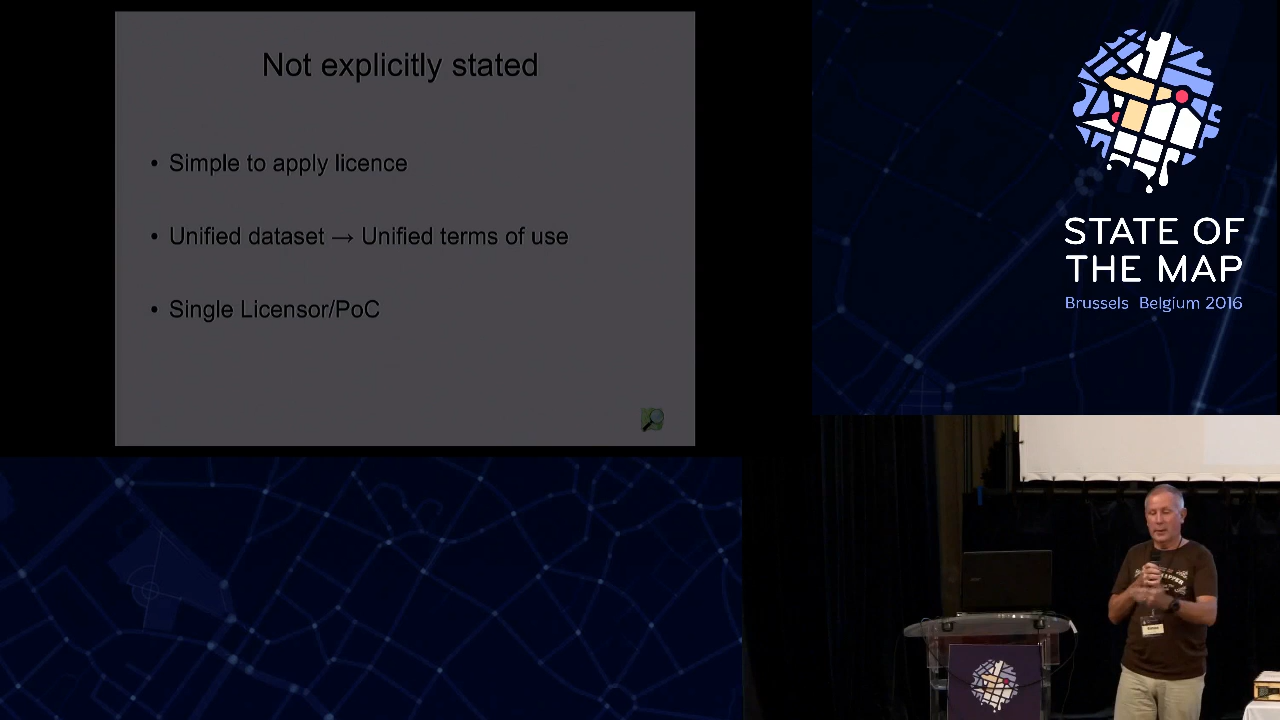 Not explicitly stated
• Simple to apply licence
• Unified dataset → Unified terms of use
• Single Licensor/PoC
STATE OF
THE MAP
Brussels Belgium 2016